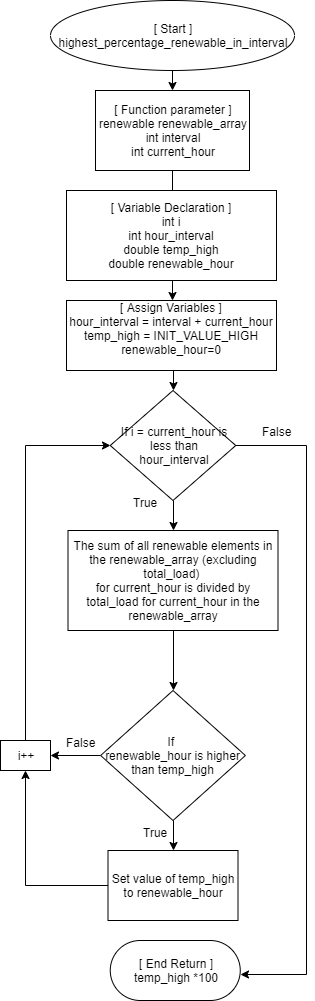 [ Start ]
highest_percentage_renewable_in_interval
[ Function parameter ]
renewable renewable_array
int interval
int current_hour
[ Variable Declaration ]
int i
int hour_interval
double temp_high
double renewable_hour
[ Assign Variables ]
hour_interval = interval + current_hour
temp_high = INIT_VALUE_HIGH
renewable_hour=0
If i = current_hour is
less than
hour_interval
False
True
The sum of all renewable elements in
the renewable_array (excluding
total_load)
for current_hour is divided by
total_load for current_hour in the
renewable_array
If
renewable_hour is higher
than temp_high
False
i++
True
Set value of temp_high
to renewable_hour
[ End Return ]
temp_high *100